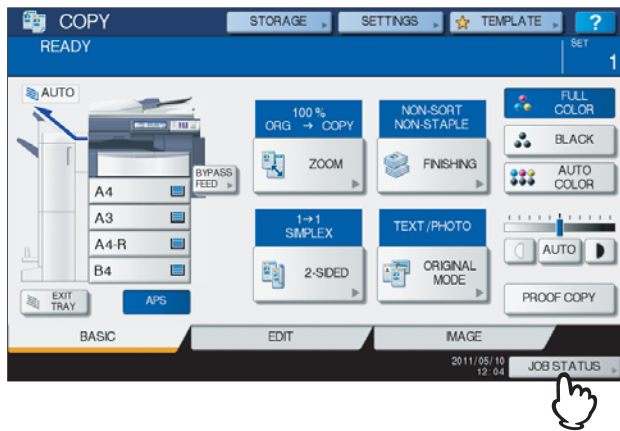 COPY
STORAGE
SETTINGS
TEMPLATE
?
READY
SET
1
AUTO
BYPASS
FEED
A4
A3
A4-R
B4
EXIT
TRAY
APS
100 %
ORG → COPY
ZOOM
NON-SORT
NON-STAPLE
FINISHING
1→1
SIMPLEX
2-SIDED
TEXT/PHOTO
ORIGINAL
MODE
FULL
COLOR
BLACK
AUTO
COLOR
AUTO
PROOF COPY
BASIC
EDIT
IMAGE
2011/05/10
12:04
JOB STATUS